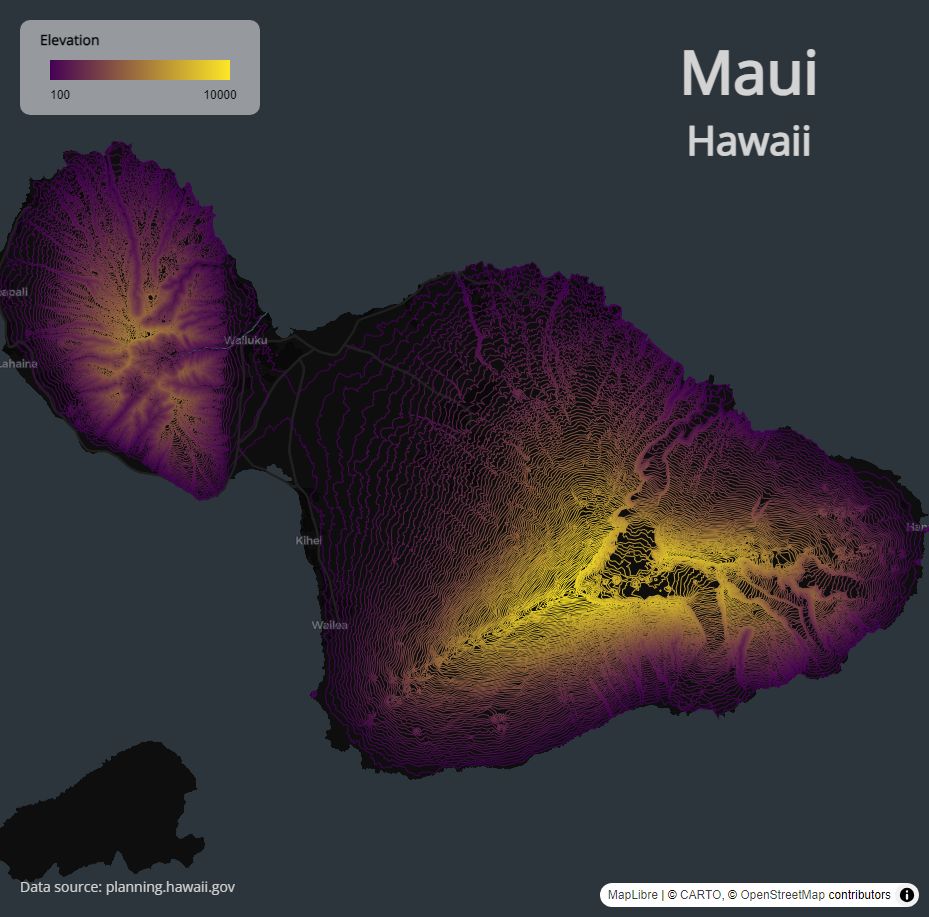 Elevation
100 10000
Maui
Hawaii
apali
Wailuku
Lahaina
Kihei
Wailea
Han
Data source: planning.hawaii.gov
MapLibre | © CARTO, © OpenStreetMap contributors